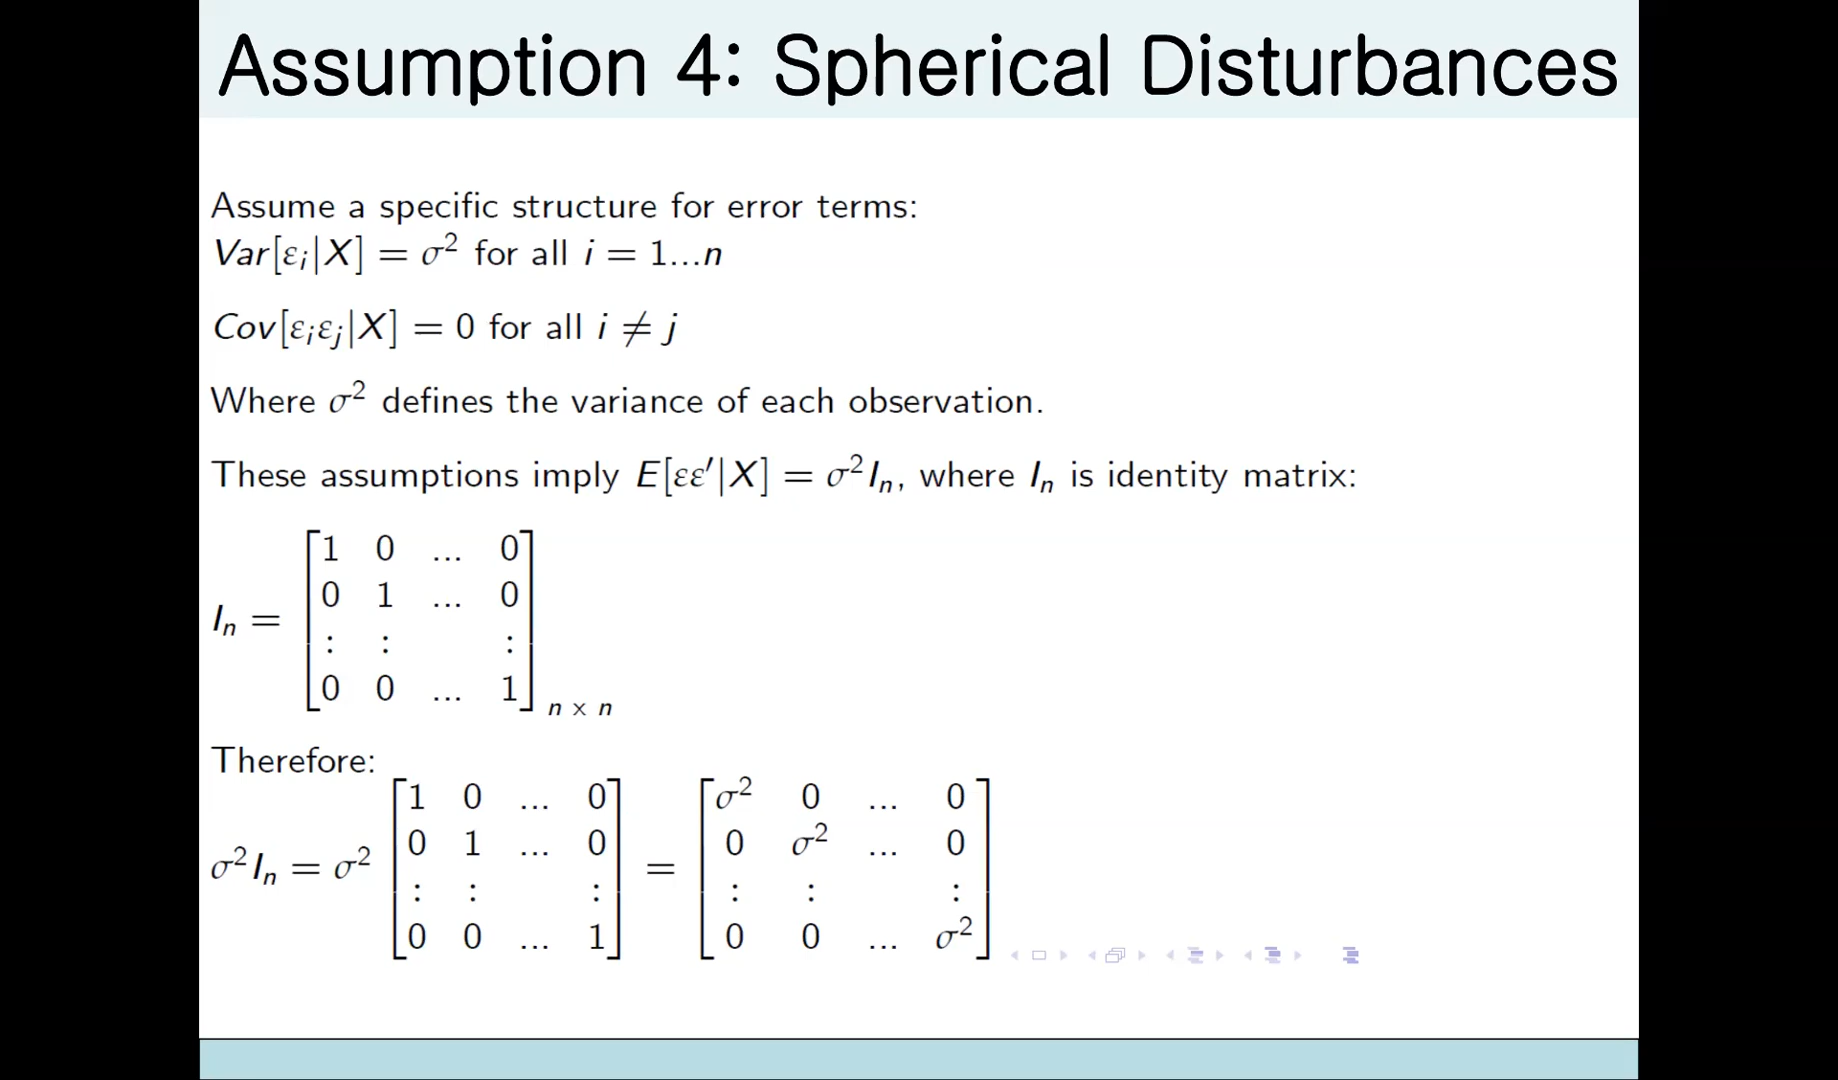 Assumption 4: Spherical Disturbances
Assume a specific structure for error terms:
Var[εᵢ|X] = σ² for all i = 1...n
Cov[εᵢεⱼ|X] = 0 for all i ≠ j
Where σ² defines the variance of each observation.
These assumptions imply E[εε′|X] = σ²Iₙ, where Iₙ is identity matrix:
1 0 ... 0
0 1 ... 0
Iₙ =
: : :
0 0 ... 1
n x n
Therefore:
1 0 ... 0 σ² 0 ... 0
0 1 ... 0 0 σ² ... 0
σ²Iₙ = σ² =
: : : : : :
0 0 ... 1 0 0 ... σ²